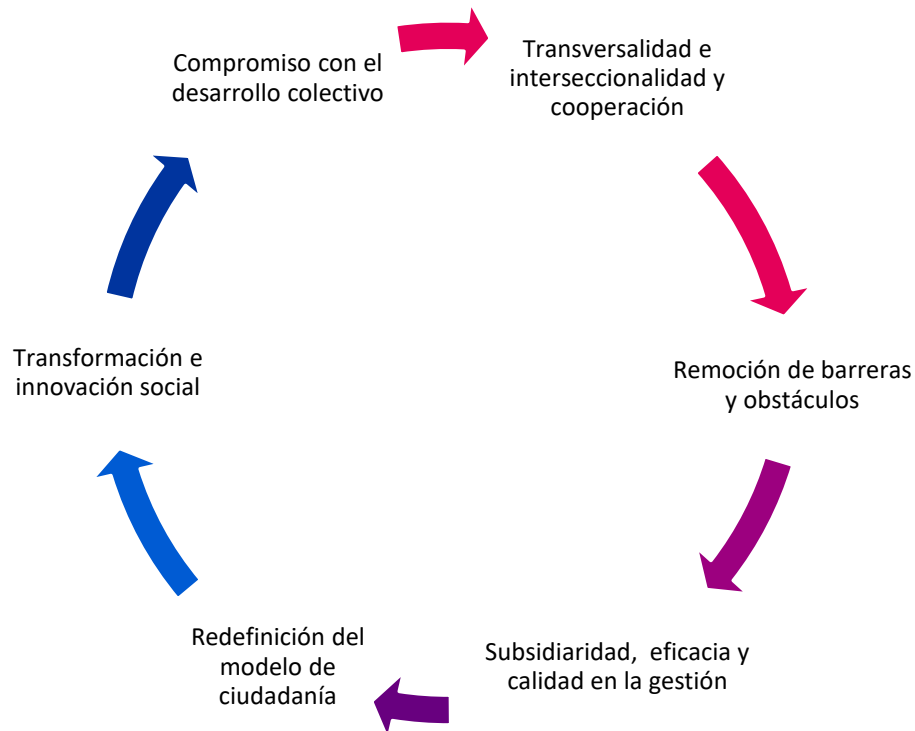 Compromiso con el
desarrollo colectivo
Transversalidad e
interseccionalidad y
cooperación
Remoción de barreras
y obstáculos
Subsidiaridad,  eficacia y
calidad en la gestión
Redefinición del
modelo de
ciudadanía
Transformación e
innovación social